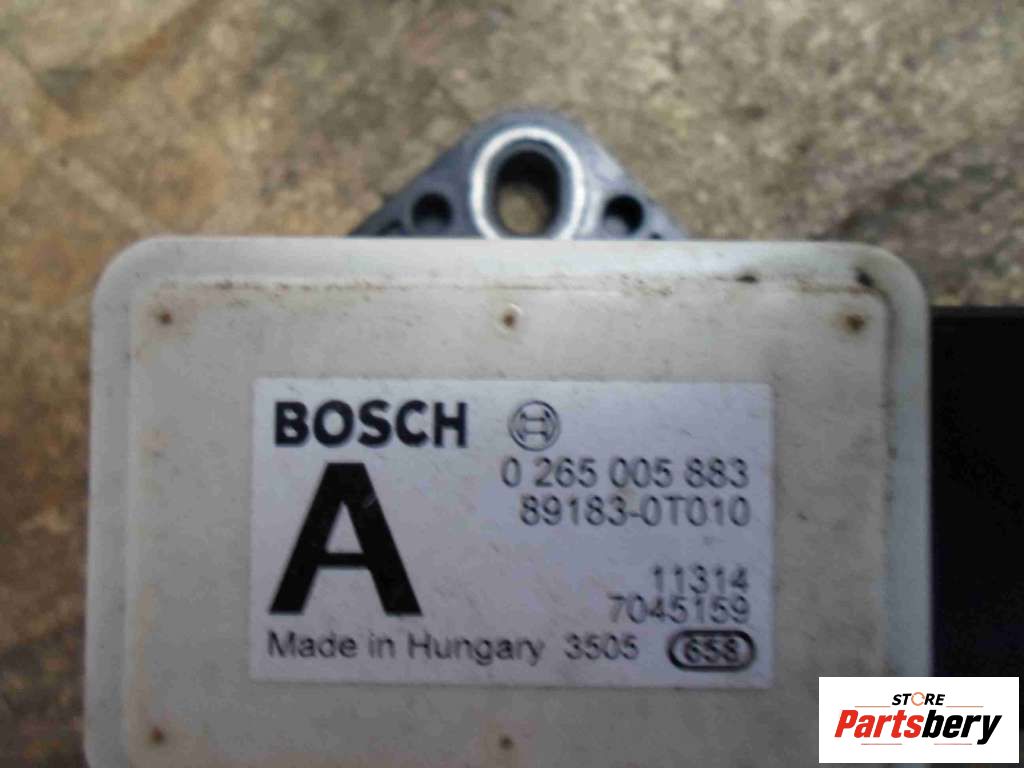 BOSCH
0 265 005 883
89183-0T010
A
11314
7045159
Made in Hungary 3505 658
STORE
Partsbery